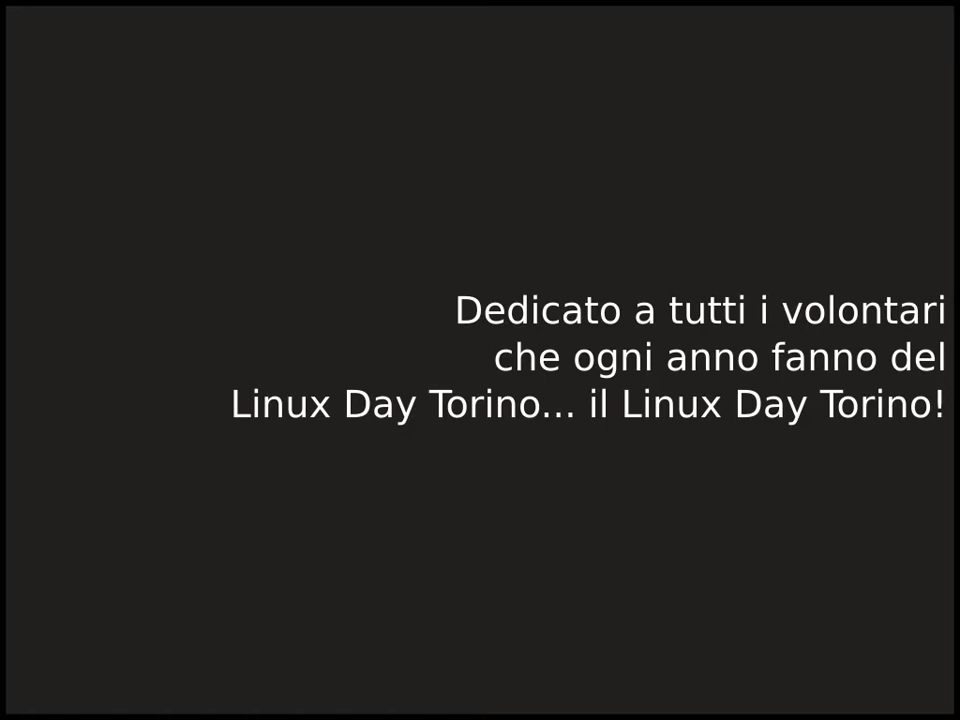 Dedicato a tutti i volontari
che ogni anno fanno del
Linux Day Torino... il Linux Day Torino!